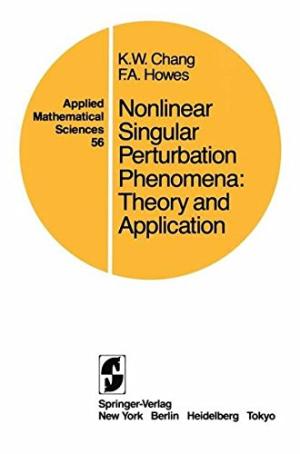 K.W. Chang
F.A. Howes
Applied
Mathematical
Sciences
56
Nonlinear
Singular
Perturbation
Phenomena:
Theory and
Application
Springer-Verlag
New York Berlin Heidelberg Tokyo